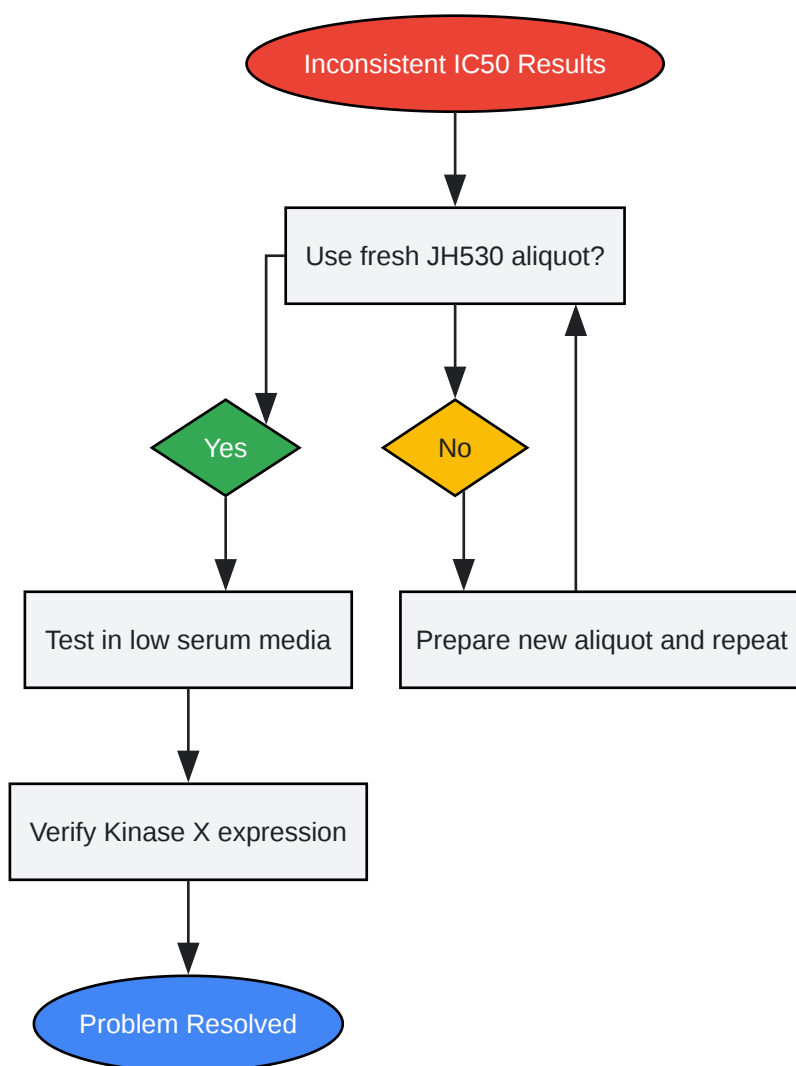 Inconsistent IC50 Results
Use fresh JH530 aliquot?
Yes
No
Test in low serum media
Prepare new aliquot and repeat
Verify Kinase X expression
Problem Resolved